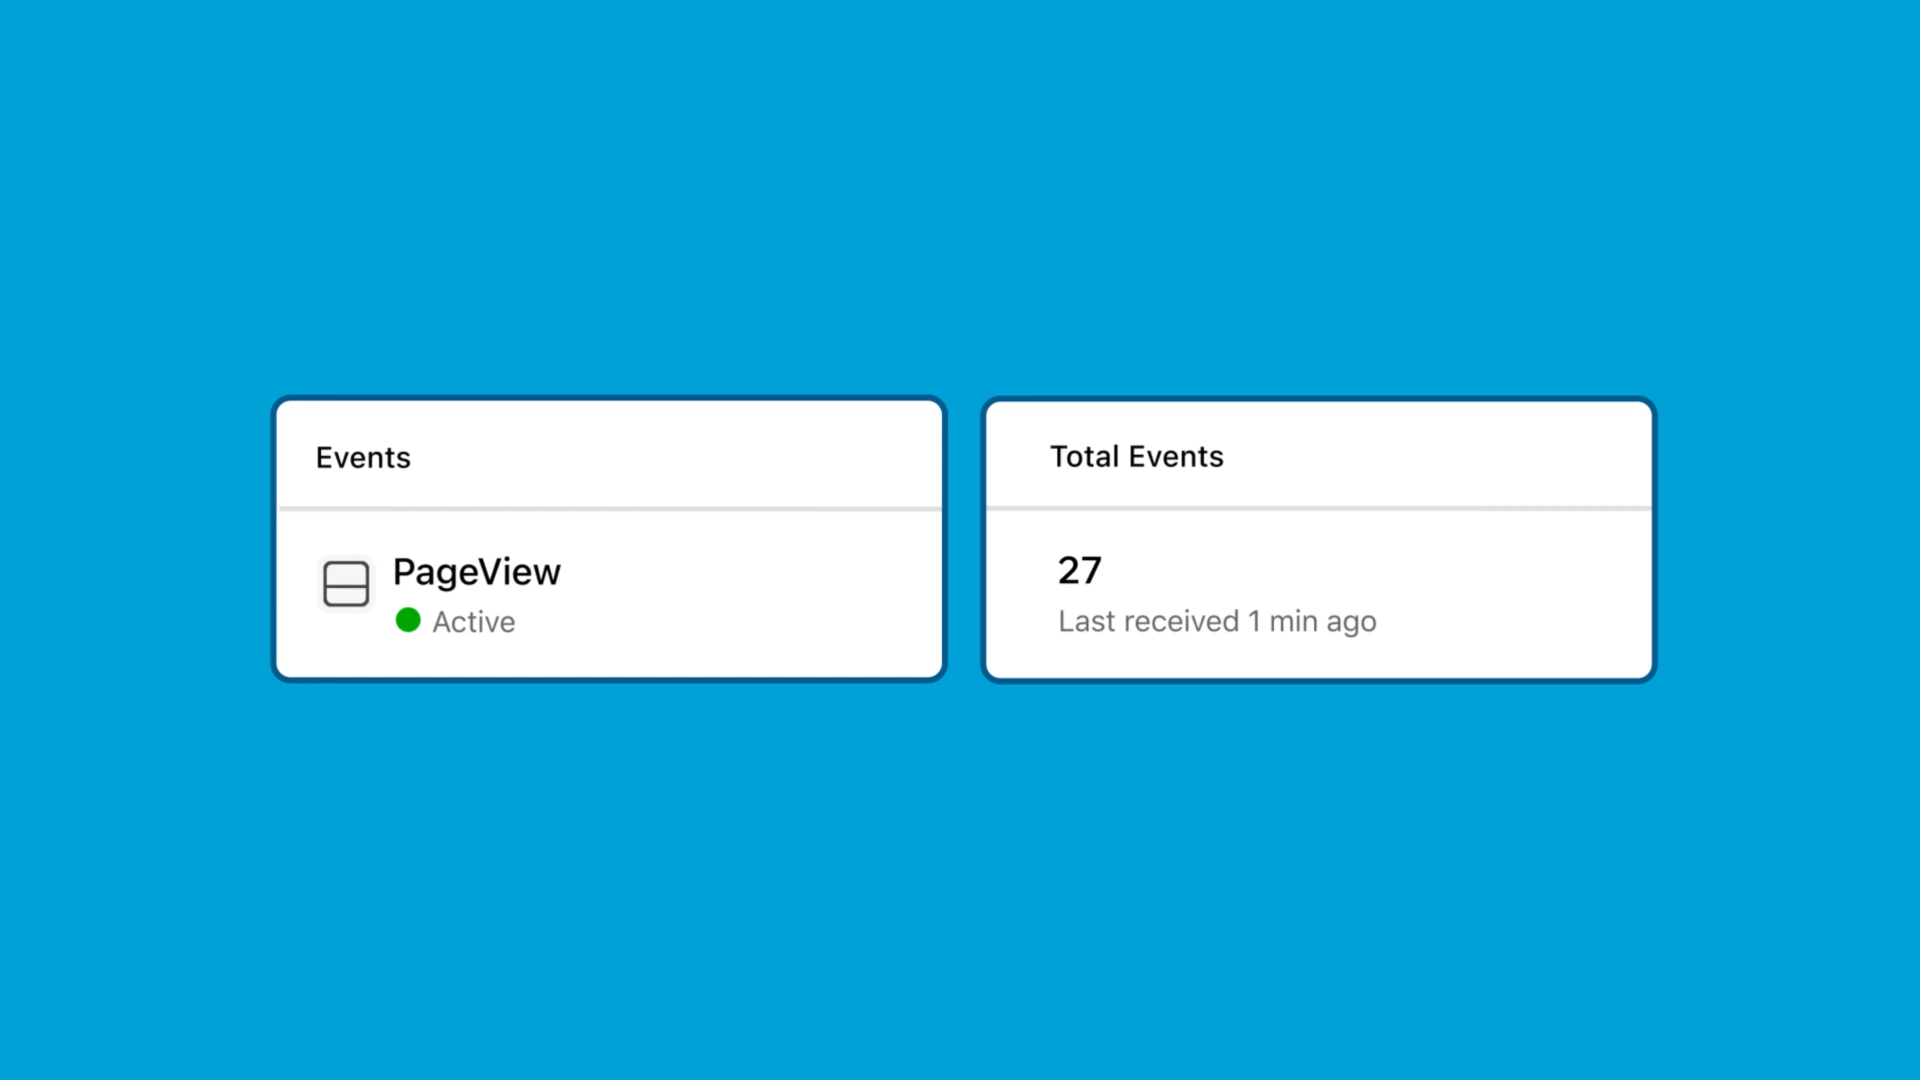 Events
PageView
Active
Total Events
27
Last received 1 min ago